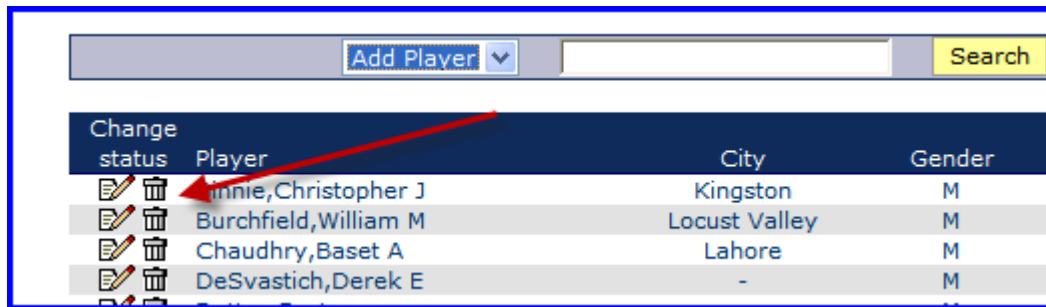 Add Player Search
Change
status Player City Gender
Christopher J Kingston M
Burchfield,William M Locust Valley M
Chaudhry,Baset A Lahore M
DeSvastich,Derek E - M